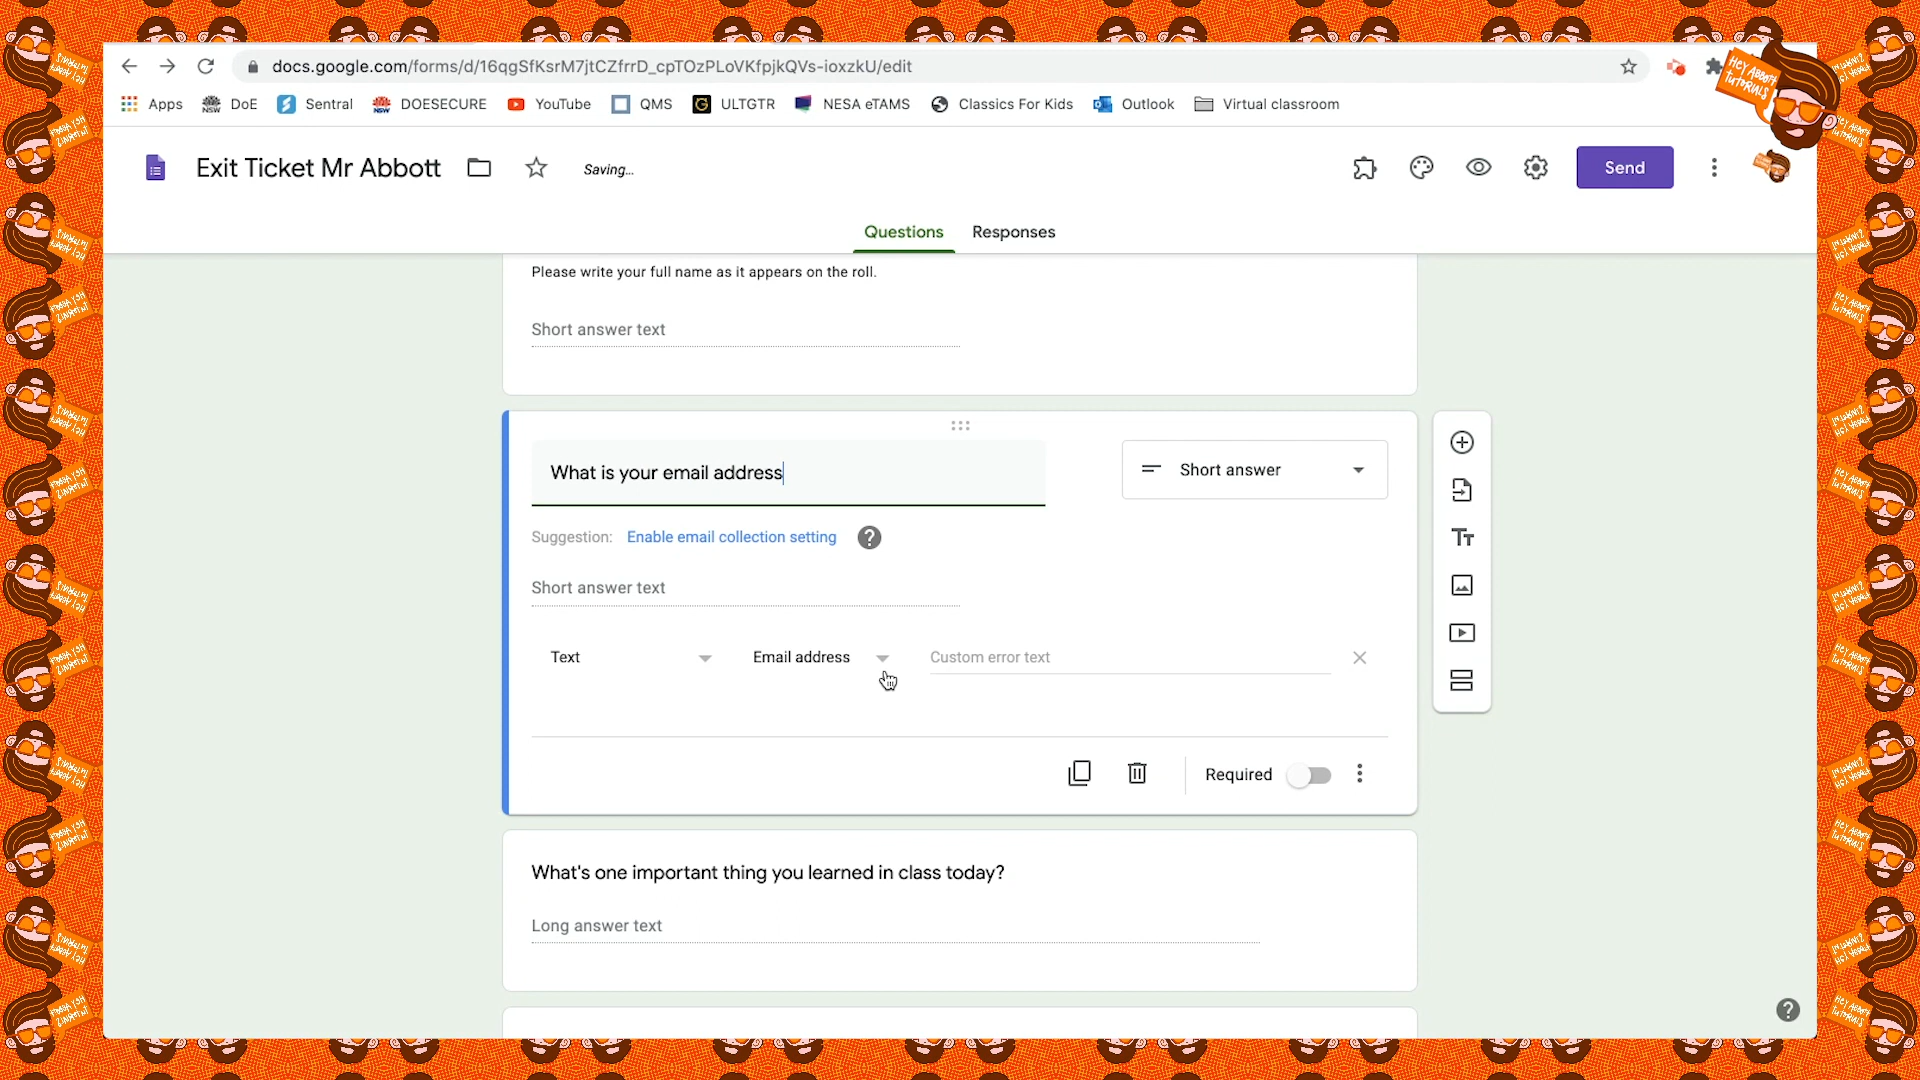 docs.google.com/forms/d/16qgSfKsrM7jtCZfrrD_cpTOzPLoVKfpjkQVs-ioxzkU/edit
HEY ABBOTT TUTORIALS
Apps DoE Sentral DOESECURE YouTube QMS ULTGTR NESA eTAMS Classics For Kids Outlook Virtual classroom
Exit Ticket Mr Abbott Saving... Send
Questions Responses
Please write your full name as it appears on the roll.
Short answer text
What is your email address Short answer
Suggestion: Enable email collection setting
Short answer text
Text Email address Custom error text
Required
What's one important thing you learned in class today?
Long answer text